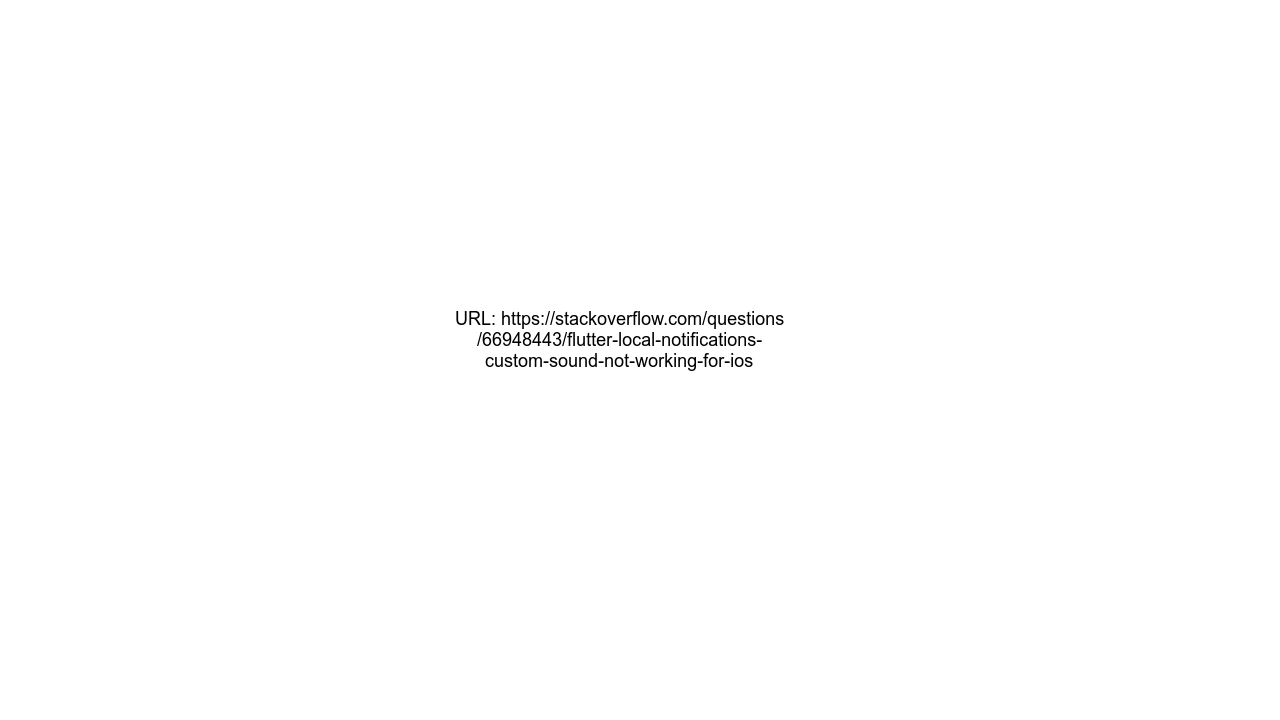 URL: https://stackoverflow.com/questions
/66948443/flutter-local-notifications-
custom-sound-not-working-for-ios